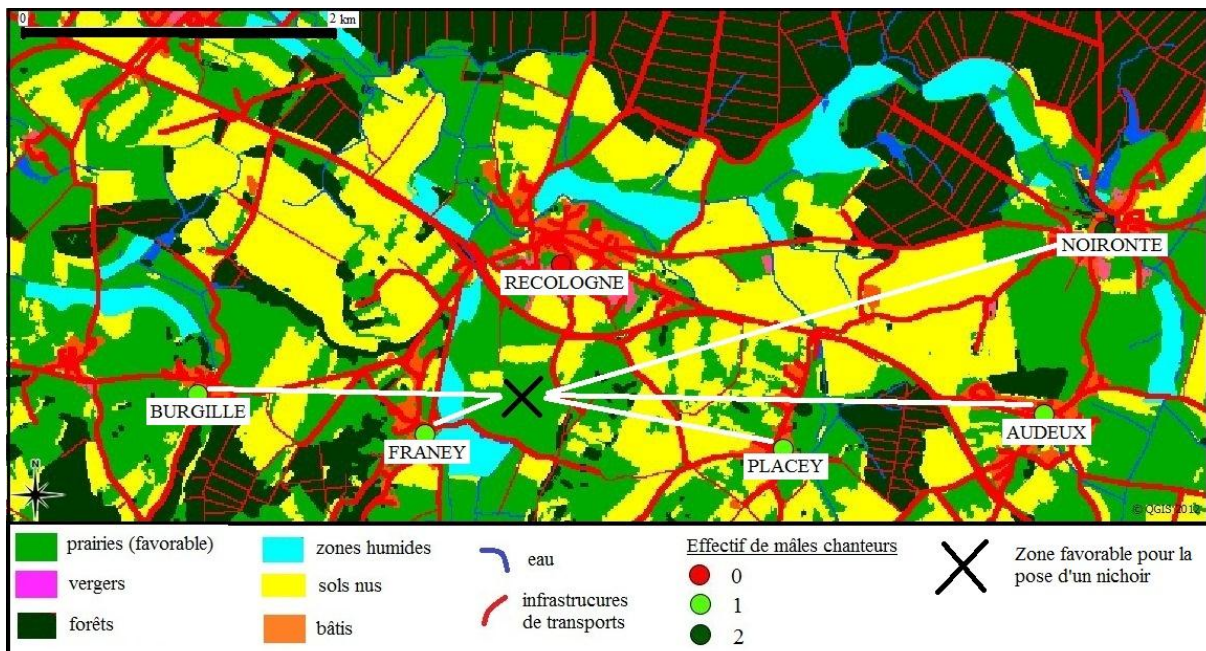 0
2 km
NOIRONTE
RECOLOGNE
BURGILLE
FRANEY
PLACEY
AUDEUX
N
© QGIS 2012
prairies (favorable)
vergers
forêts
zones humides
sols nus
bâtis
eau
infrastrucures
de transports
Effectif de mâles chanteurs
0
1
2
Zone favorable pour la
pose d'un nichoir